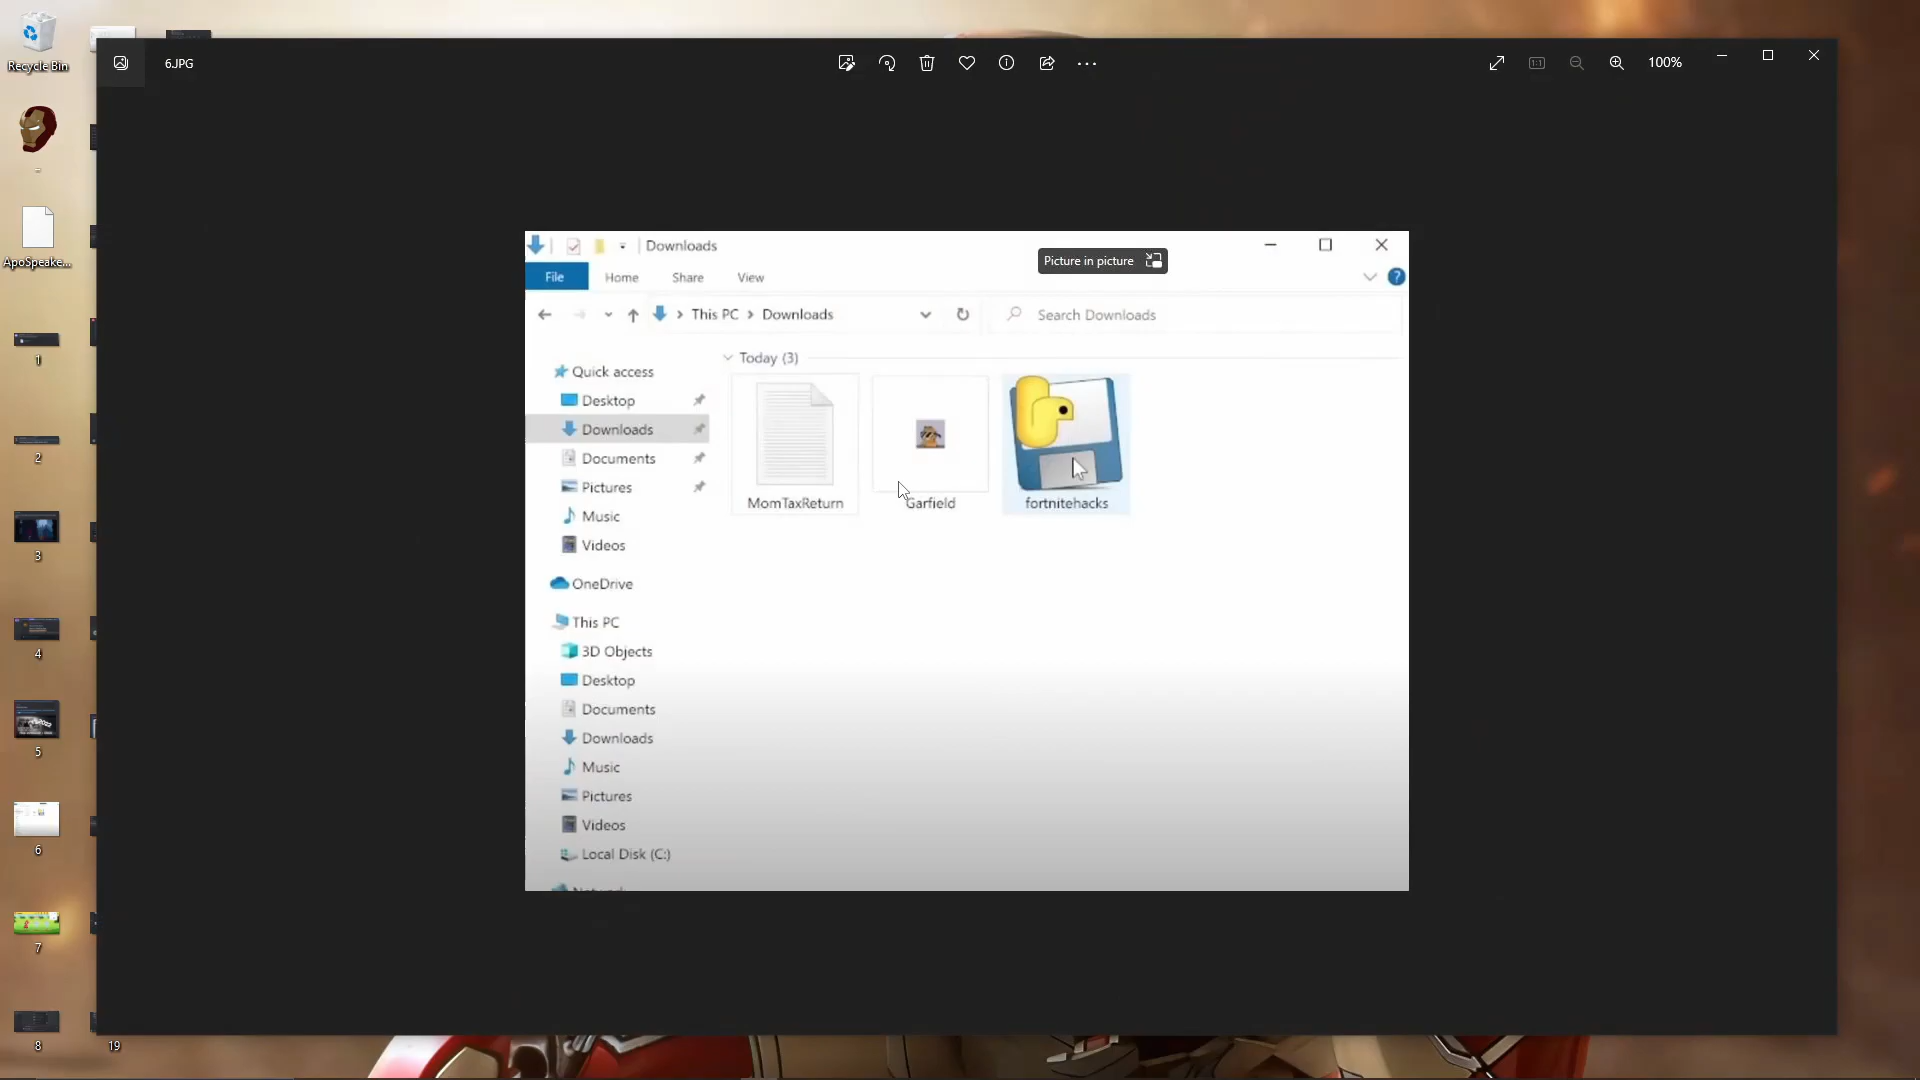 Recycle Bin
6.JPG
100%
-
ApoSpeake...
1
2
3
4
5
6
7
8
19
Downloads
Picture in picture
File
Home
Share
View
?
This PC
Downloads
Search Downloads
Quick access
Desktop
Downloads
Documents
Pictures
Music
Videos
OneDrive
This PC
3D Objects
Desktop
Documents
Downloads
Music
Pictures
Videos
Local Disk (C:)
Today (3)
MomTaxReturn
Garfield
fortnitehacks